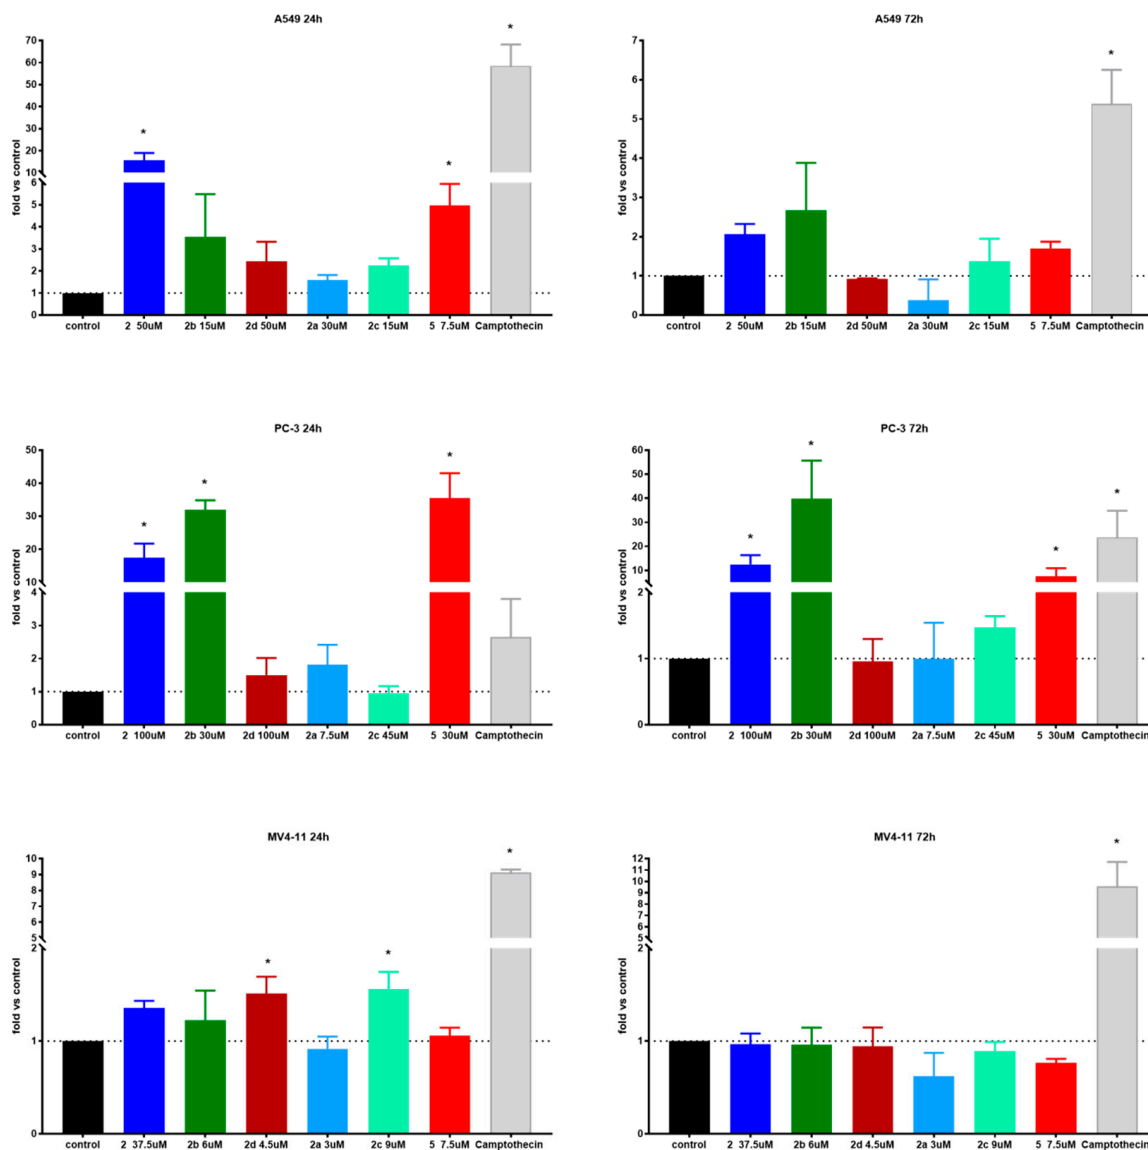 A549 24h
fold vs control
70
60
50
40
30
20
10
6
5
4
3
2
1
0
control 2 50uM 2b 15uM 2d 50uM 2a 30uM 2c 15uM 5 7.5uM Camptothecin
* * *
A549 72h
fold vs control
7
6
5
4
3
2
1
0
control 2 50uM 2b 15uM 2d 50uM 2a 30uM 2c 15uM 5 7.5uM Camptothecin
*
PC-3 24h
fold vs control
50
40
30
20
10
4
3
2
1
0
control 2 100uM 2b 30uM 2d 100uM 2a 7.5uM 2c 45uM 5 30uM Camptothecin
* * *
PC-3 72h
fold vs control
60
50
40
30
20
10
2
1
0
control 2 100uM 2b 30uM 2d 100uM 2a 7.5uM 2c 45uM 5 30uM Camptothecin
* * * *
MV4-11 24h
fold vs control
10
9
8
7
6
5
2
1
0
control 2 37.5uM 2b 6uM 2d 4.5uM 2a 3uM 2c 9uM 5 7.5uM Camptothecin
* * *
MV4-11 72h
fold vs control
12
11
10
9
8
7
6
5
2
1
0
control 2 37.5uM 2b 6uM 2d 4.5uM 2a 3uM 2c 9uM 5 7.5uM Camptothecin
*